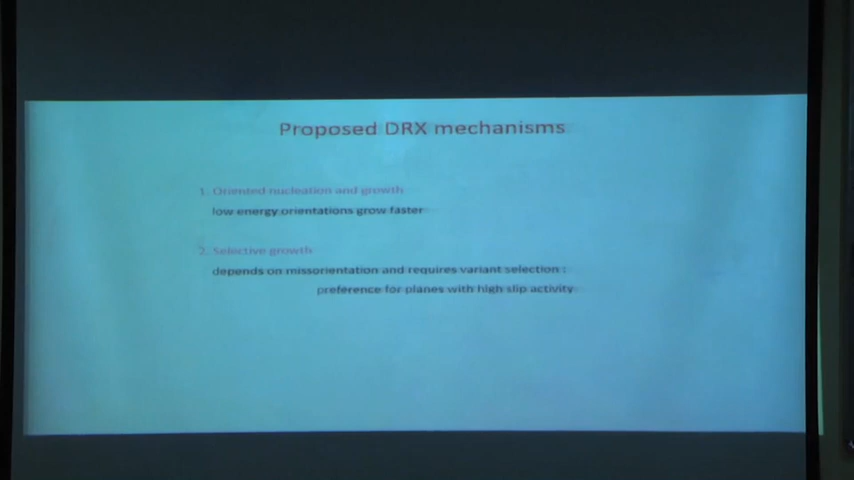 Proposed DRX mechanisms
1. Oriented nucleation and growth
low energy orientations grow faster
2. Selective growth
depends on missorientation and requires variant selection :
preference for planes with high slip activity